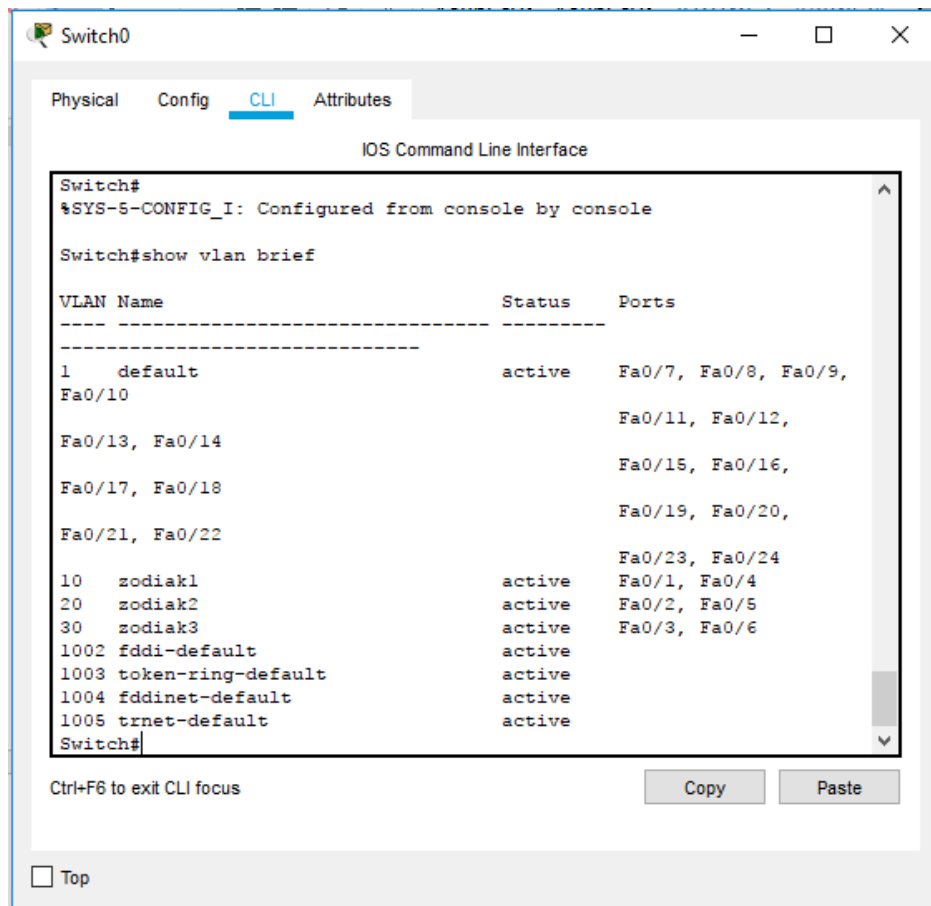 Switch0
Physical Config CLI Attributes
IOS Command Line Interface
Switch#
%SYS-5-CONFIG_I: Configured from console by console
Switch#show vlan brief
VLAN Name Status Ports
---- -------------------------------- ---------
-------------------------------
1 default active Fa0/7, Fa0/8, Fa0/9,
Fa0/10
Fa0/11, Fa0/12,
Fa0/13, Fa0/14
Fa0/15, Fa0/16,
Fa0/17, Fa0/18
Fa0/19, Fa0/20,
Fa0/21, Fa0/22
Fa0/23, Fa0/24
10 zodiak1 active Fa0/1, Fa0/4
20 zodiak2 active Fa0/2, Fa0/5
30 zodiak3 active Fa0/3, Fa0/6
1002 fddi-default active
1003 token-ring-default active
1004 fddinet-default active
1005 trnet-default active
Switch#
Ctrl+F6 to exit CLI focus
Copy Paste
Top